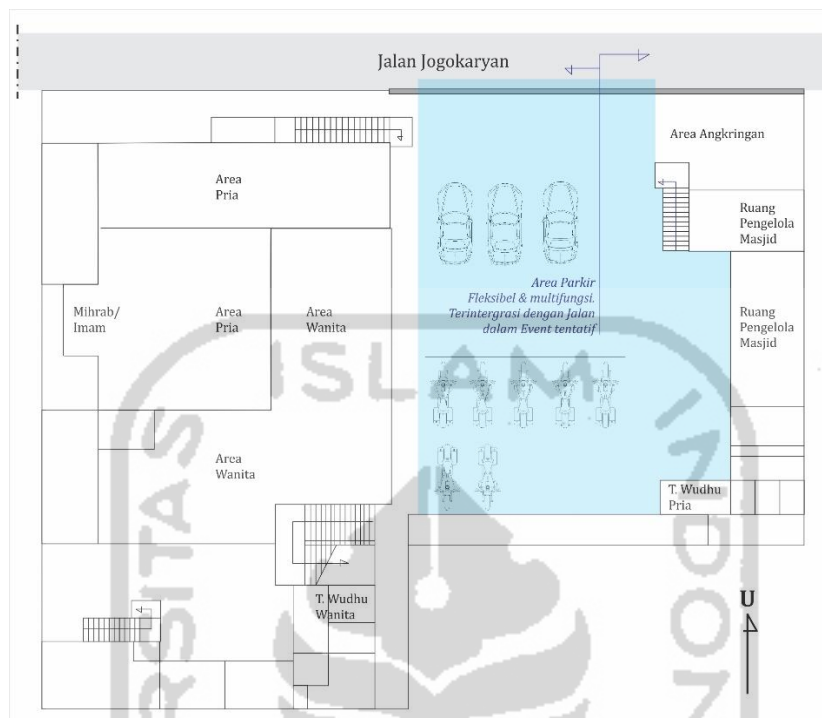 Jalan Jogokaryan
Area Angkringan
Area
Pria
Ruang
Pengelola
Masjid
Area Parkir
Fleksibel & multifungsi.
Terintergrasi dengan Jalan
dalam Event tentatif
Mihrab/
Imam
Area
Pria
Area
Wanita
Ruang
Pengelola
Masjid
ISLAM
Area
Wanita
T. Wudhu
Pria
T. Wudhu
Wanita
U